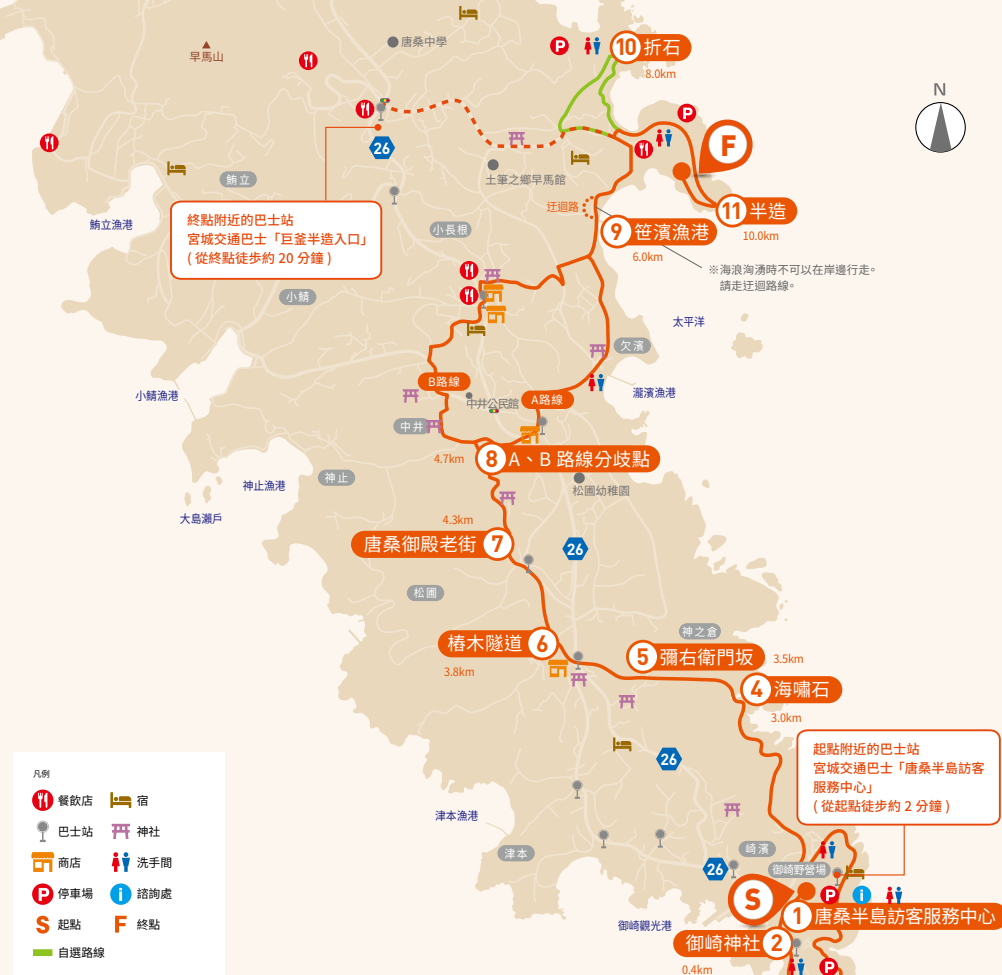 早馬山
唐桑中學
P
10 折石
8.0km
N
P
F
26
土筆之鄉早馬館
鮪立
鮪立漁港
終點附近的巴士站
宮城交通巴士「巨釜半造入口」
( 從終點徒步約 20 分鐘 )
小長根
迂迴路
11 半造
10.0km
9 笹濱漁港
6.0km
※海浪洶湧時不可以在岸邊行走。
請走迂迴路線。
小鯖
太平洋
欠濱
小鯖漁港
B路線
中井公民館
A路線
瀧濱漁港
中井
4.7km
8 A、B 路線分歧點
神止
神止漁港
松圃幼稚園
大島瀨戶
4.3km
唐桑御殿老街 7
26
松圃
神之倉
椿木隧道 6
3.8km
5 彌右衛門坂
3.5km
4 海嘯石
3.0km
起點附近的巴士站
宮城交通巴士「唐桑半島訪客
服務中心」
( 從起點徒步約 2 分鐘 )
26
津本漁港
津本
崎濱
26
御崎野營場
S
P
i
1 唐桑半島訪客服務中心
御崎觀光港
御崎神社 2
0.4km
P
凡例
餐飲店
宿
巴士站
神社
商店
洗手間
P 停車場
i 諮詢處
S 起點
F 終點
自選路線